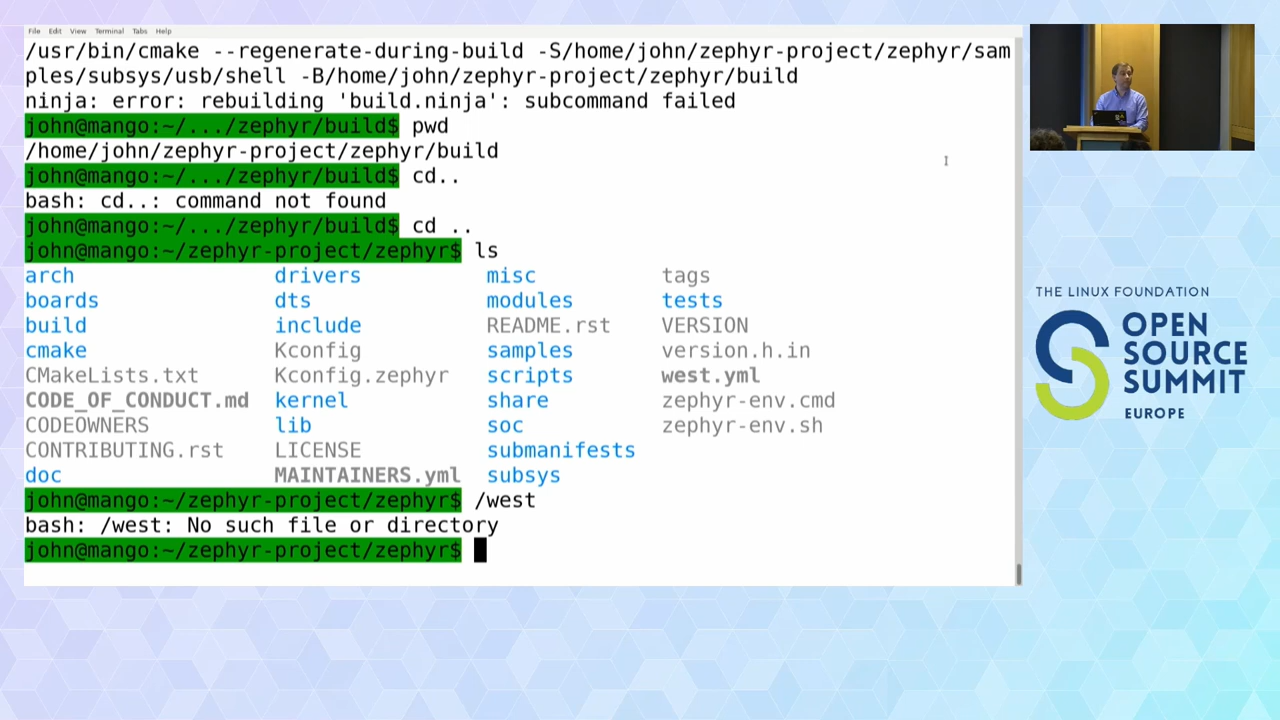 File Edit View Terminal Tabs Help
/usr/bin/cmake --regenerate-during-build -S/home/john/zephyr-project/zephyr/sam
ples/subsys/usb/shell -B/home/john/zephyr-project/zephyr/build
ninja: error: rebuilding 'build.ninja': subcommand failed
john@mango:~/.../zephyr/build$ pwd
/home/john/zephyr-project/zephyr/build
john@mango:~/.../zephyr/build$ cd..
bash: cd..: command not found
john@mango:~/.../zephyr/build$ cd ..
john@mango:~/zephyr-project/zephyr$ ls
arch drivers misc tags
boards dts modules tests
build include README.rst VERSION
cmake Kconfig samples version.h.in
CMakeLists.txt Kconfig.zephyr scripts west.yml
CODE_OF_CONDUCT.md kernel share zephyr-env.cmd
CODEOWNERS lib soc zephyr-env.sh
CONTRIBUTING.rst LICENSE submanifests
doc MAINTAINERS.yml subsys
john@mango:~/zephyr-project/zephyr$ /west
bash: /west: No such file or directory
john@mango:~/zephyr-project/zephyr$
THE LINUX FOUNDATION
OPEN
SOURCE
SUMMIT
EUROPE